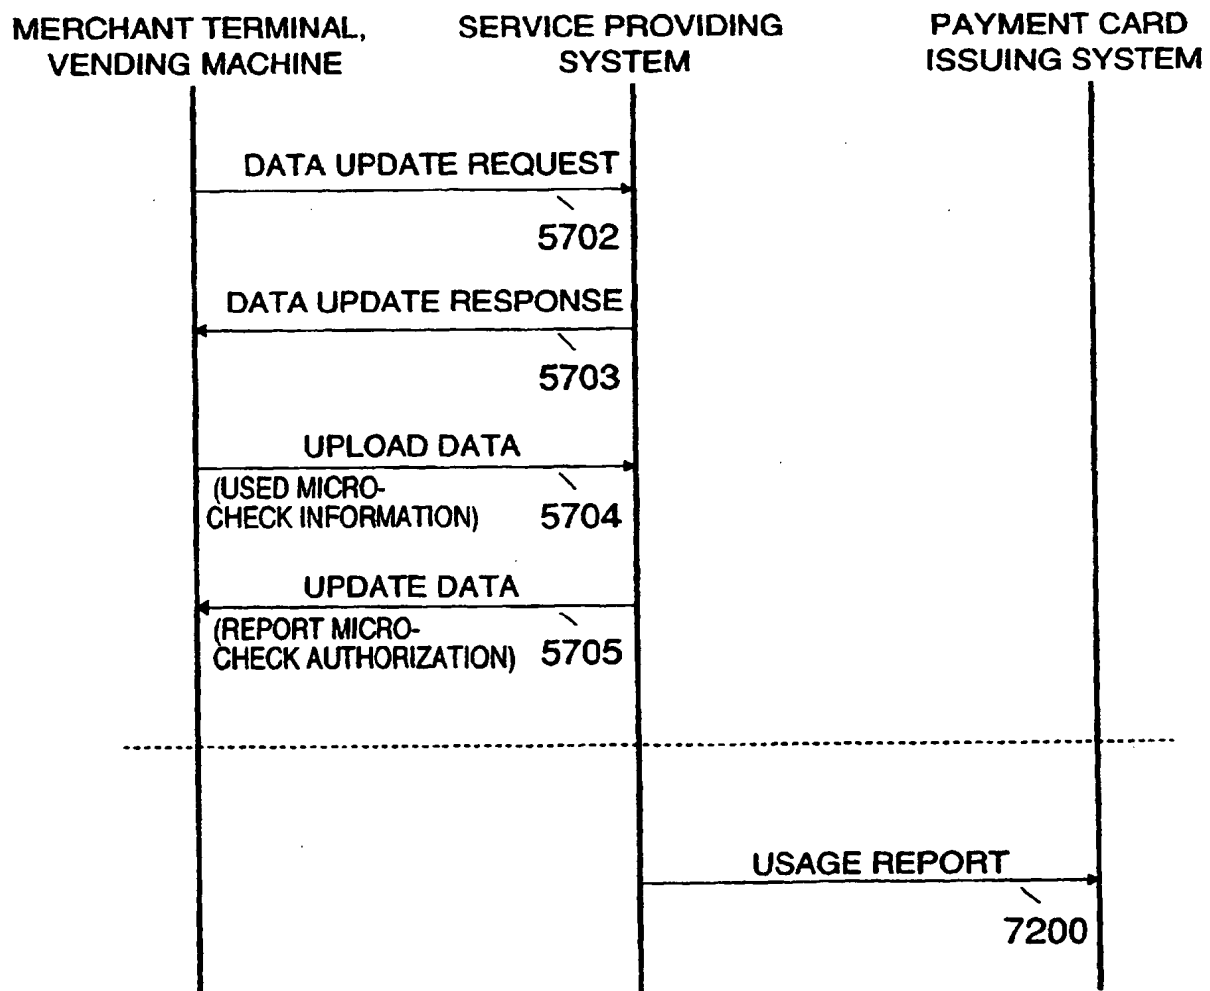 MERCHANT TERMINAL,
VENDING MACHINE
SERVICE PROVIDING
SYSTEM
PAYMENT CARD
ISSUING SYSTEM
DATA UPDATE REQUEST
5702
DATA UPDATE RESPONSE
5703
UPLOAD DATA
(USED MICRO-
CHECK INFORMATION)
5704
UPDATE DATA
(REPORT MICRO-
CHECK AUTHORIZATION)
5705
USAGE REPORT
7200